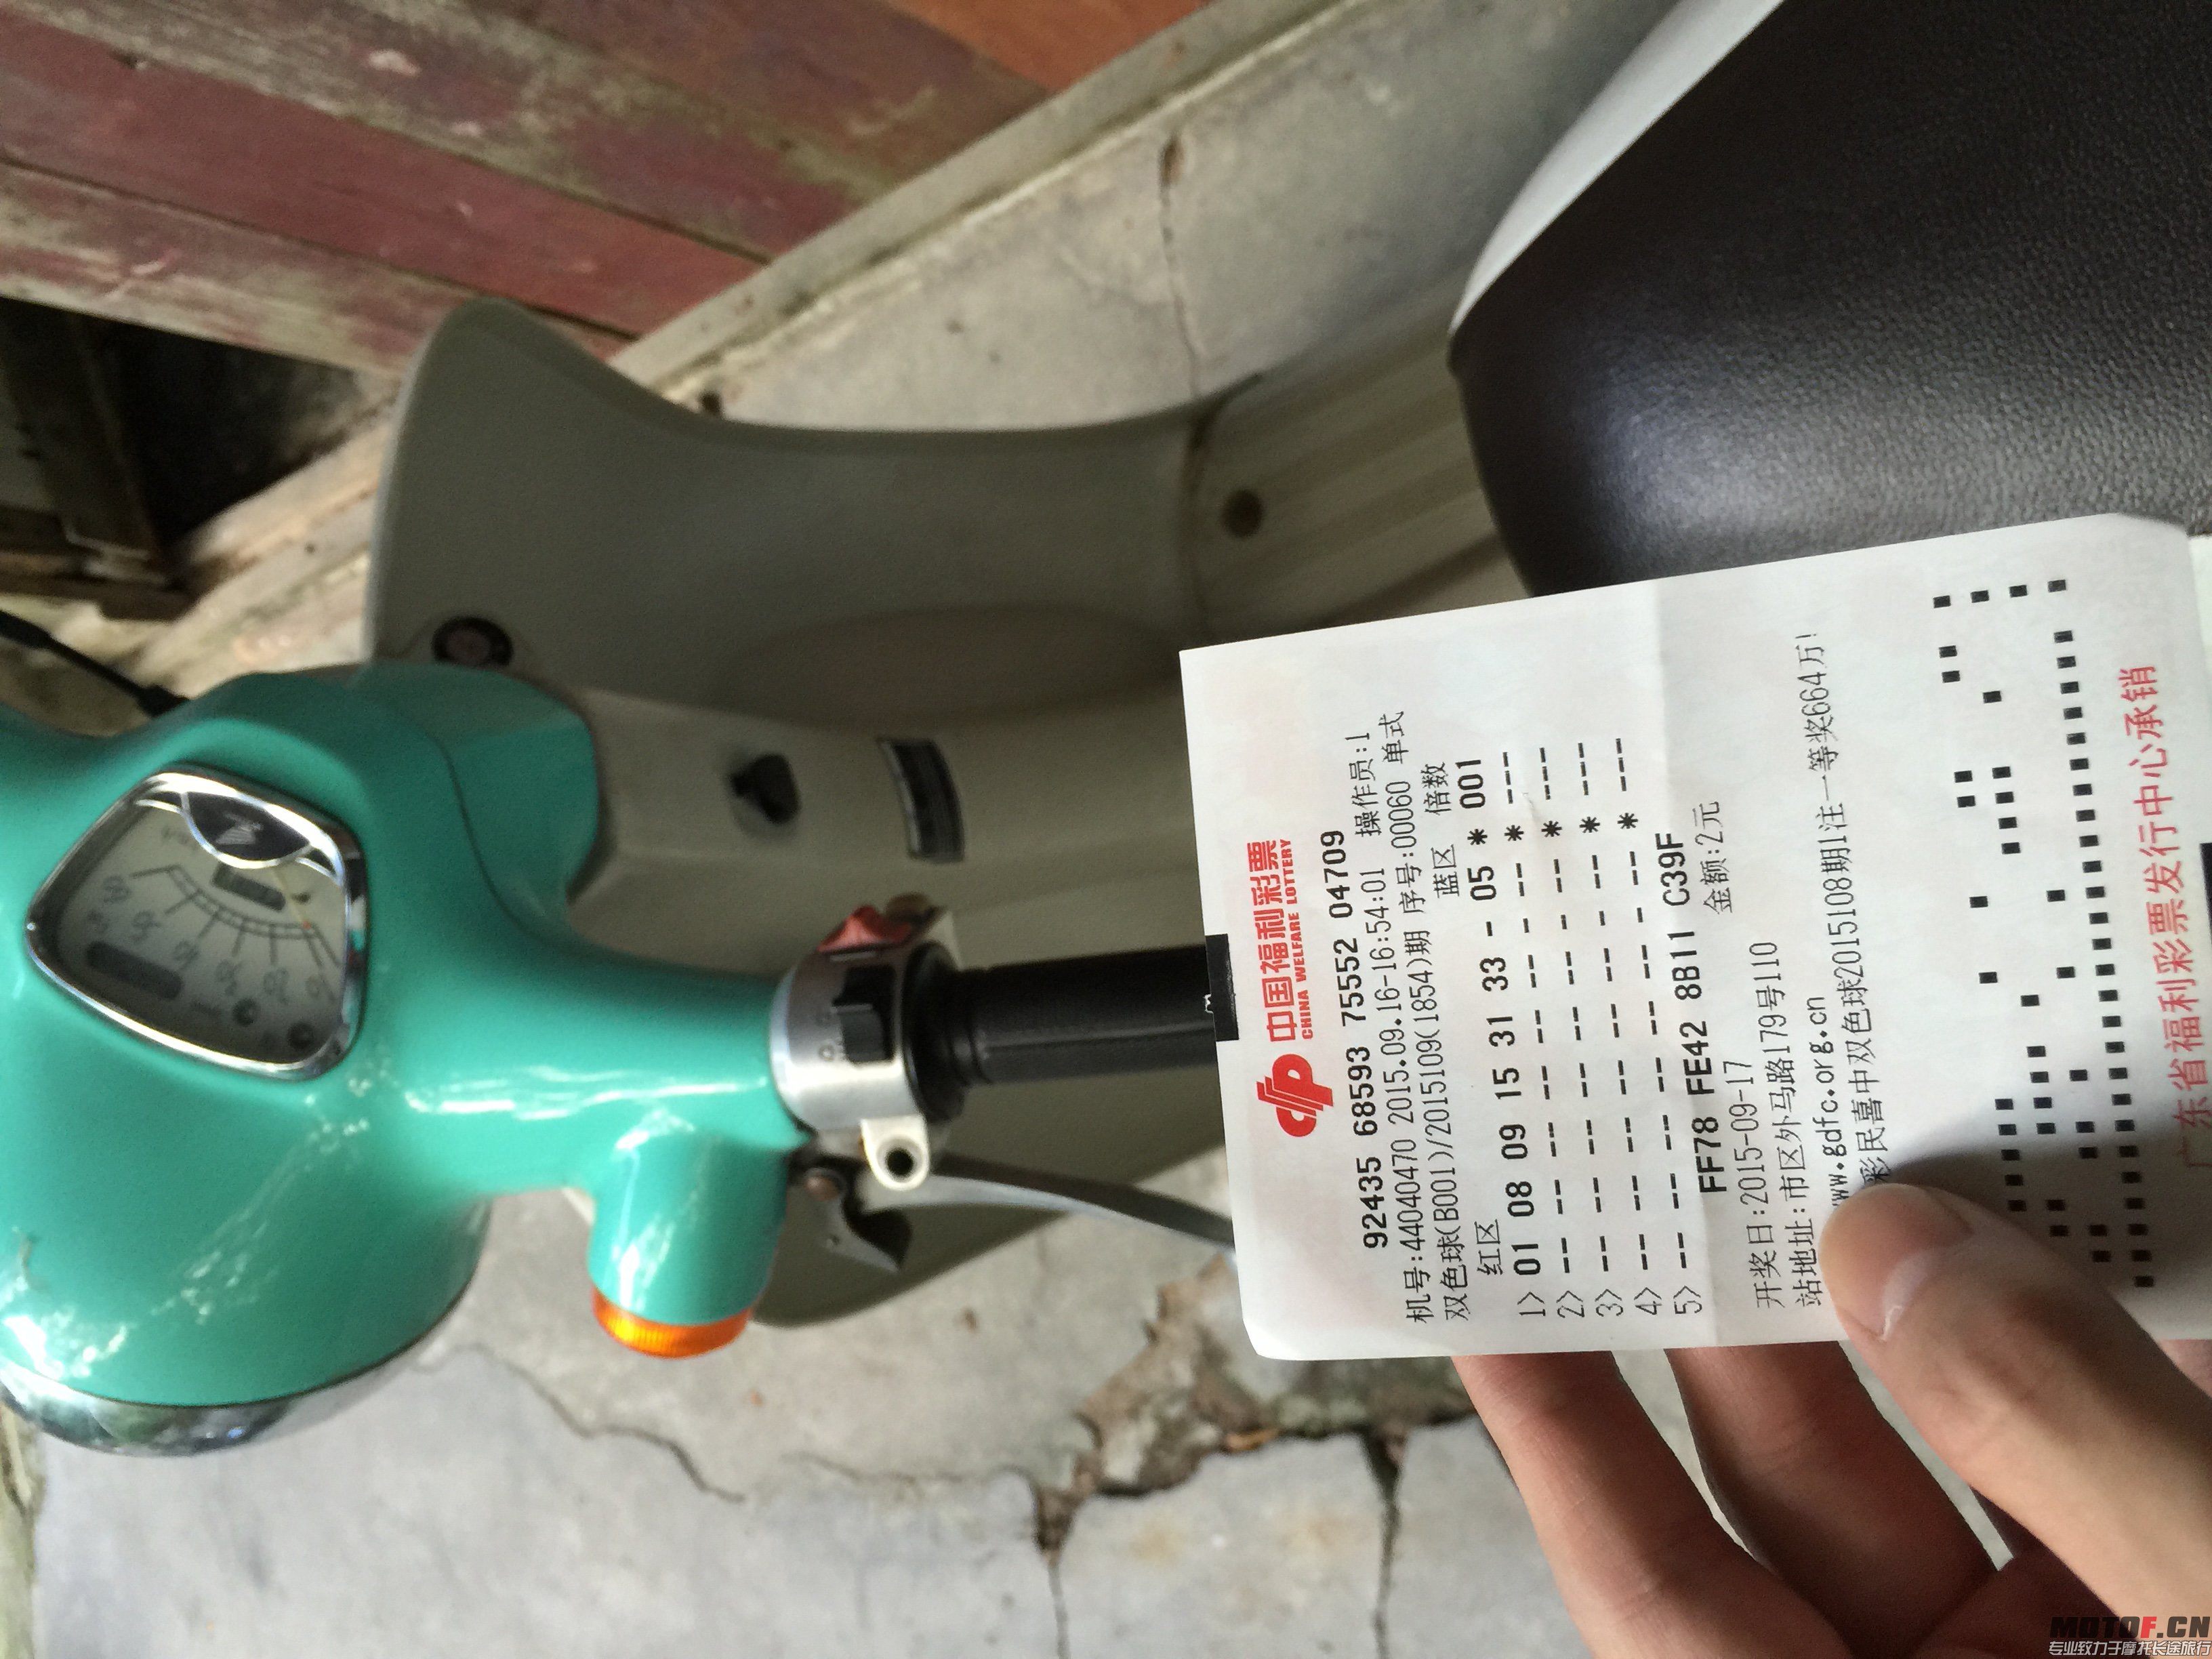 中国福利彩票
CHINA WELFARE LOTTERY
92435 68593 75552 04709
机号:44040470 2015.09.16-16:54:01 操作员:1
双色球(B001)/2015109(1854)期 序号:00060 单式
红区 蓝区 倍数
1> 01 08 09 15 31 33 - 05 * 001
2> -- -- -- -- -- -- - -- * ---
3> -- -- -- -- -- -- - -- * ---
4> -- -- -- -- -- -- - -- * ---
5> -- -- -- -- -- -- - -- * ---
FF78 FE42 8B11 C39F
金额:2元
开奖日:2015-09-17
站地址:市区外马路179号110
www.gdfc.org.cn
彩民喜中双色球2015108期1注一等奖664万!
广东省福利彩票发行中心承销
MOTOF.CN
专业致力于摩托长途旅行